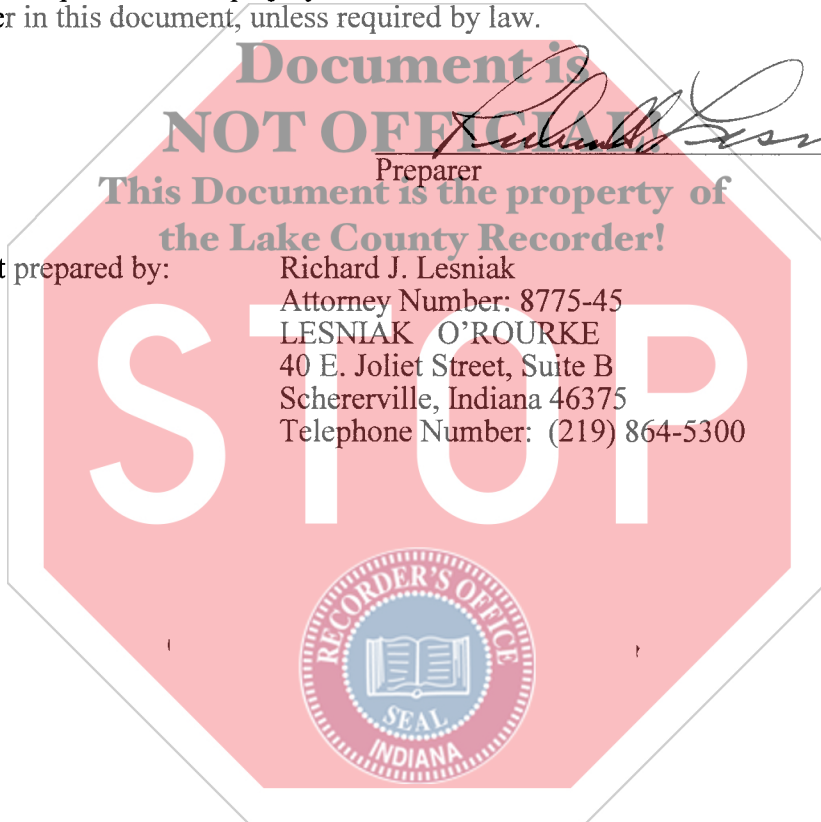 er in this document, unless required by law.
Document is
NOT OFFICIAL!
Preparer
This Document is the property of
the Lake County Recorder!
t prepared by:
Richard J. Lesniak
Attorney Number: 8775-45
LESNIAK O'ROURKE
40 E. Joliet Street, Suite B
Schererville, Indiana 46375
Telephone Number: (219) 864-5300
STOP
RECORDER'S OFFICE
SEAL
INDIANA